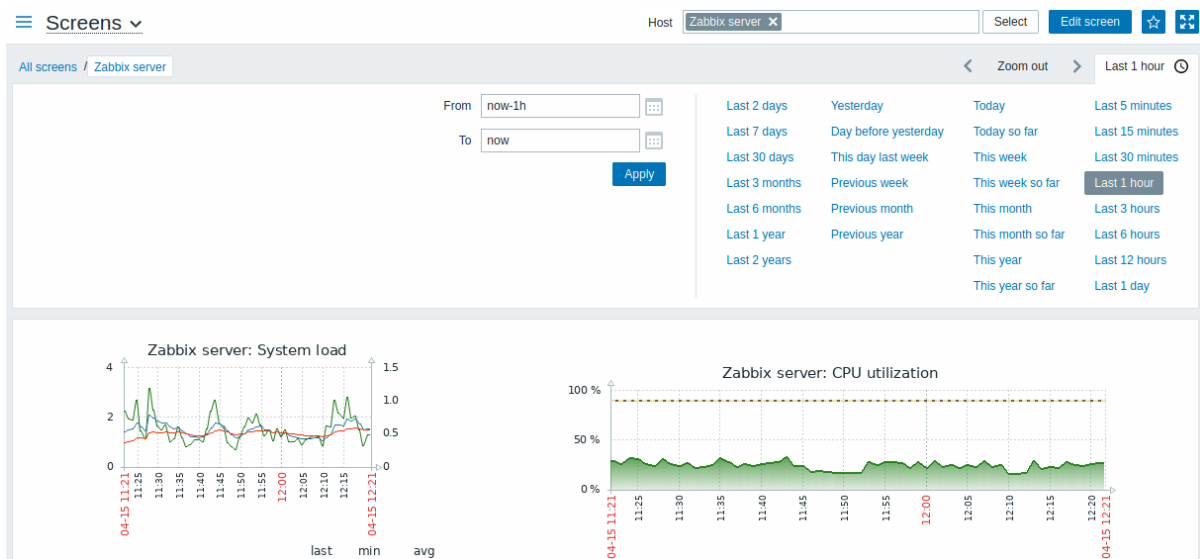 Screens
Host Zabbix server Select Edit screen
All screens / Zabbix server
Zoom out Last 1 hour
From now-1h
To now
Apply
Last 2 days Yesterday Today Last 5 minutes
Last 7 days Day before yesterday Today so far Last 15 minutes
Last 30 days This day last week This week Last 30 minutes
Last 3 months Previous week This week so far Last 1 hour
Last 6 months Previous month This month Last 3 hours
Last 1 year Previous year This month so far Last 6 hours
Last 2 years This year Last 12 hours
This year so far Last 1 day
Zabbix server: System load
4 1.5
1.0
2 0.5
0 0
04-15 11:21 11:25 11:30 11:35 11:40 11:45 11:50 11:55 12:00 12:05 12:10 12:15 04-15 12:21
last min avg
Zabbix server: CPU utilization
100 %
50 %
0 %
04-15 11:21 11:25 11:30 11:35 11:40 11:45 11:50 11:55 12:00 12:05 12:10 12:15 12:20 04-15 12:21